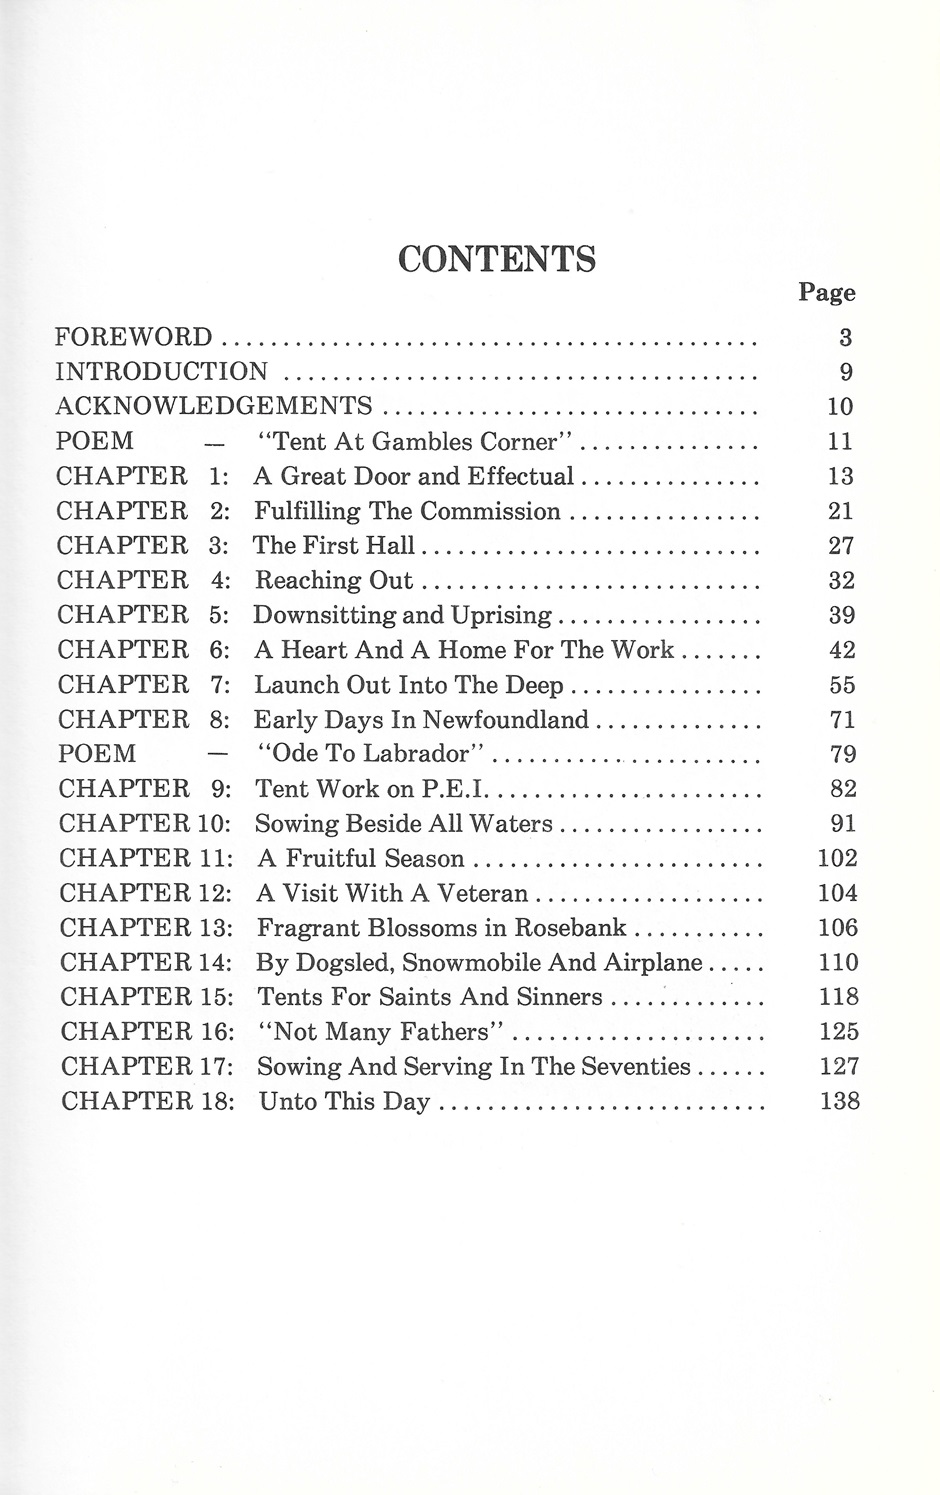 CONTENTS
Page
FOREWORD ............................................ 3
INTRODUCTION ....................................... 9
ACKNOWLEDGEMENTS ............................... 10
POEM — “Tent At Gambles Corner” ............... 11
CHAPTER 1: A Great Door and Effectual ............... 13
CHAPTER 2: Fulfilling The Commission ................ 21
CHAPTER 3: The First Hall ............................ 27
CHAPTER 4: Reaching Out ............................ 32
CHAPTER 5: Downsitting and Uprising ................. 39
CHAPTER 6: A Heart And A Home For The Work ....... 42
CHAPTER 7: Launch Out Into The Deep ................ 55
CHAPTER 8: Early Days In Newfoundland .............. 71
POEM — “Ode To Labrador” ...................... 79
CHAPTER 9: Tent Work on P.E.I. ...................... 82
CHAPTER 10: Sowing Beside All Waters ................. 91
CHAPTER 11: A Fruitful Season ........................ 102
CHAPTER 12: A Visit With A Veteran ................... 104
CHAPTER 13: Fragrant Blossoms in Rosebank ........... 106
CHAPTER 14: By Dogsled, Snowmobile And Airplane ..... 110
CHAPTER 15: Tents For Saints And Sinners ............. 118
CHAPTER 16: “Not Many Fathers” ..................... 125
CHAPTER 17: Sowing And Serving In The Seventies ...... 127
CHAPTER 18: Unto This Day ........................... 138